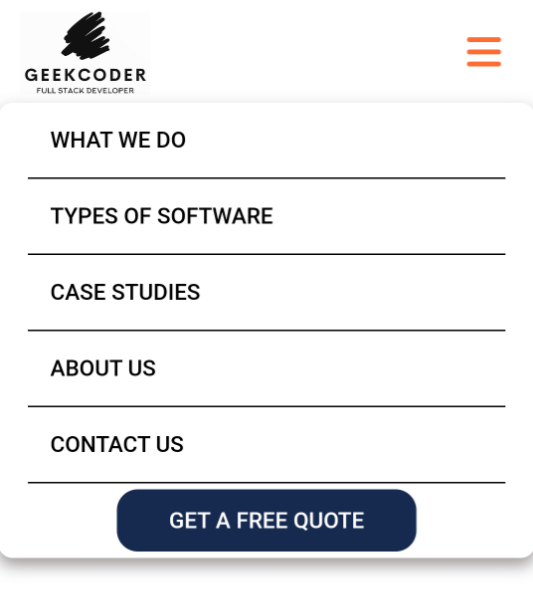 GEEKCODER
FULL STACK DEVELOPER
WHAT WE DO
TYPES OF SOFTWARE
CASE STUDIES
ABOUT US
CONTACT US
GET A FREE QUOTE